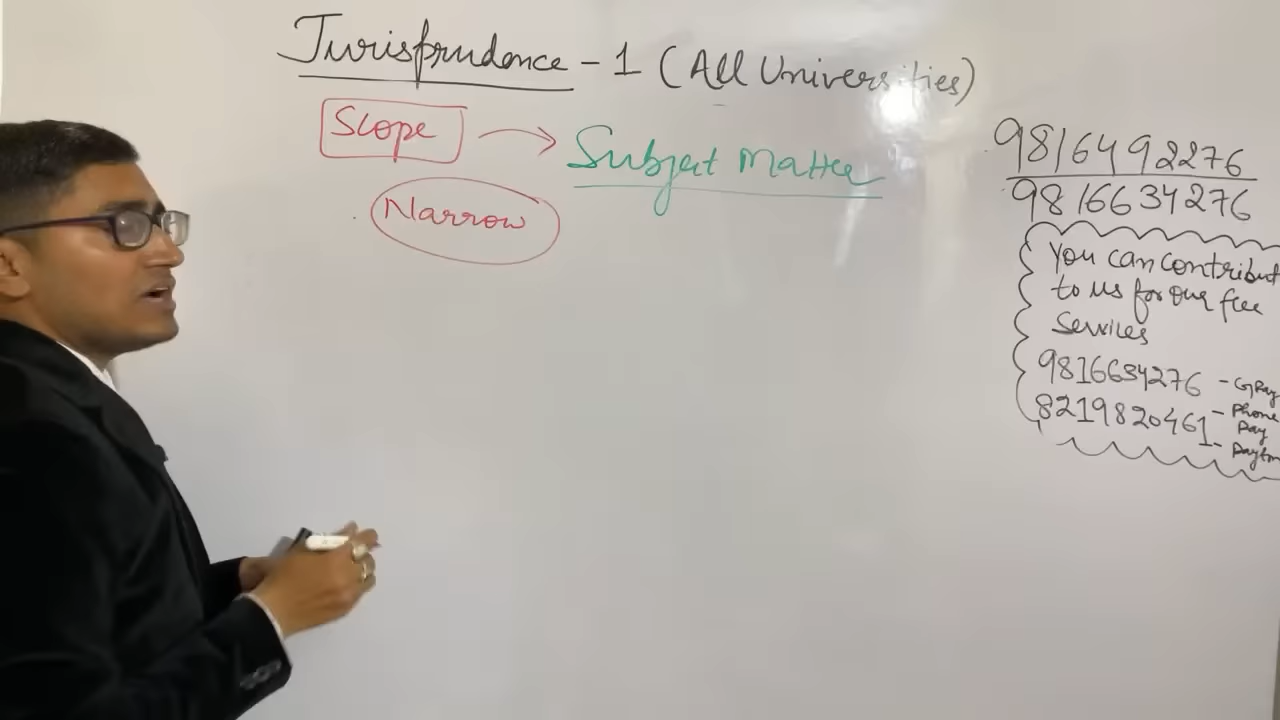 Jurisprudence - 1 (All Universities)
Scope → Subject Matter
Narrow
9816492276
9816634276
You can contribut
to us for our free
Services
9816634276 - GPay
8219820461 - Phone
Pay
- Paytm